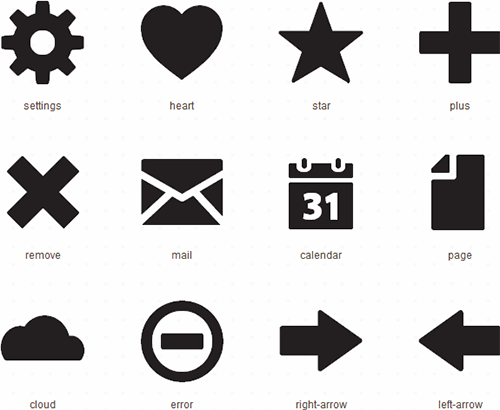 settings heart star plus
31
remove mail calendar page
cloud error right-arrow left-arrow